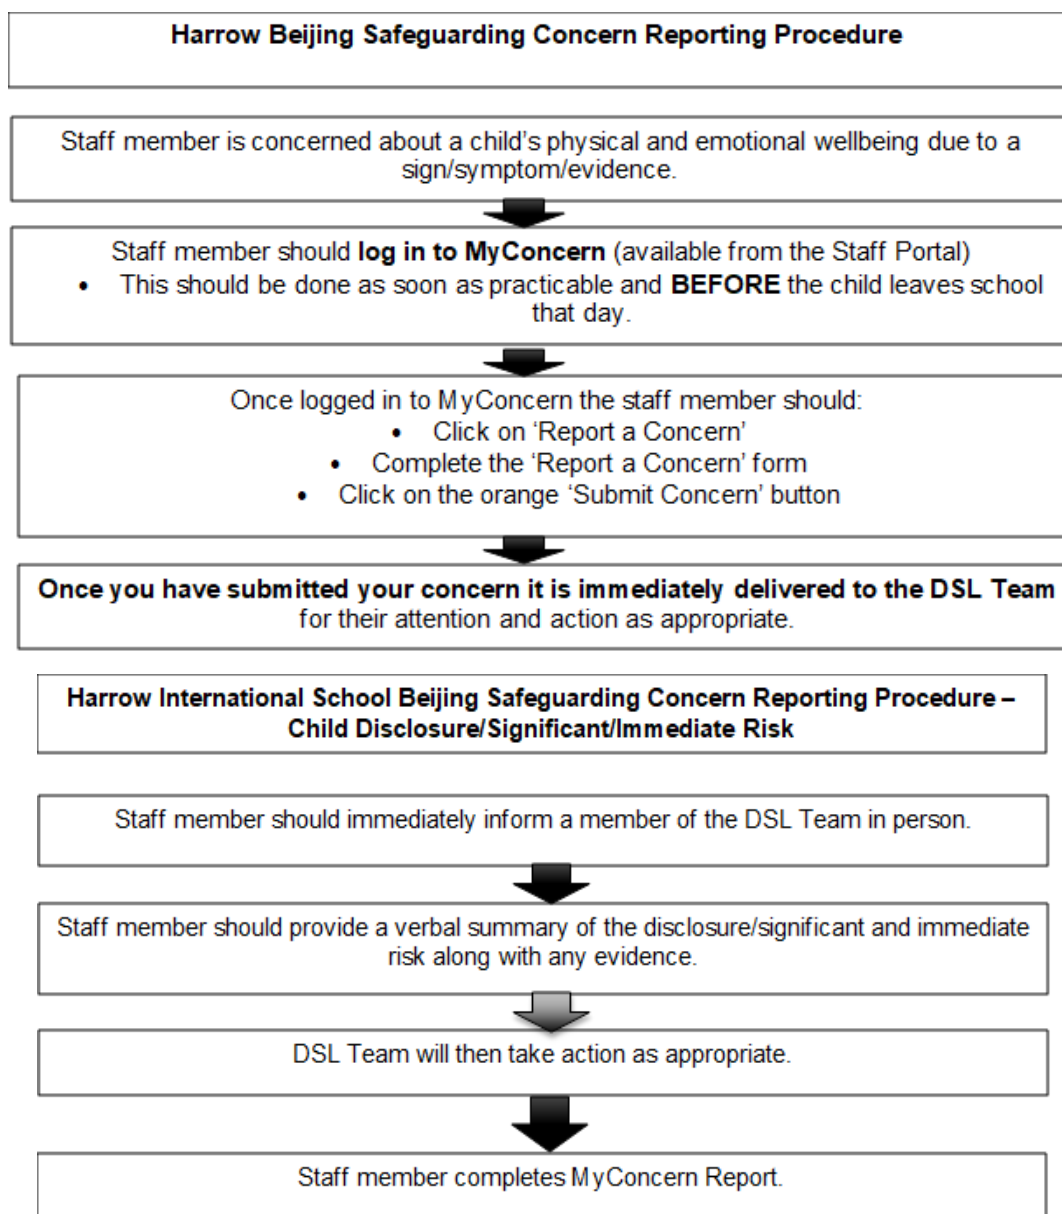 Harrow Beijing Safeguarding Concern Reporting Procedure
Staff member is concerned about a child's physical and emotional wellbeing due to a
sign/symptom/evidence.
Staff member should log in to MyConcern (available from the Staff Portal)
• This should be done as soon as practicable and BEFORE the child leaves school
that day.
Once logged in to MyConcern the staff member should:
• Click on 'Report a Concern'
• Complete the 'Report a Concern' form
• Click on the orange 'Submit Concern' button
Once you have submitted your concern it is immediately delivered to the DSL Team
for their attention and action as appropriate.
Harrow International School Beijing Safeguarding Concern Reporting Procedure –
Child Disclosure/Significant/Immediate Risk
Staff member should immediately inform a member of the DSL Team in person.
Staff member should provide a verbal summary of the disclosure/significant and immediate
risk along with any evidence.
DSL Team will then take action as appropriate.
Staff member completes MyConcern Report.